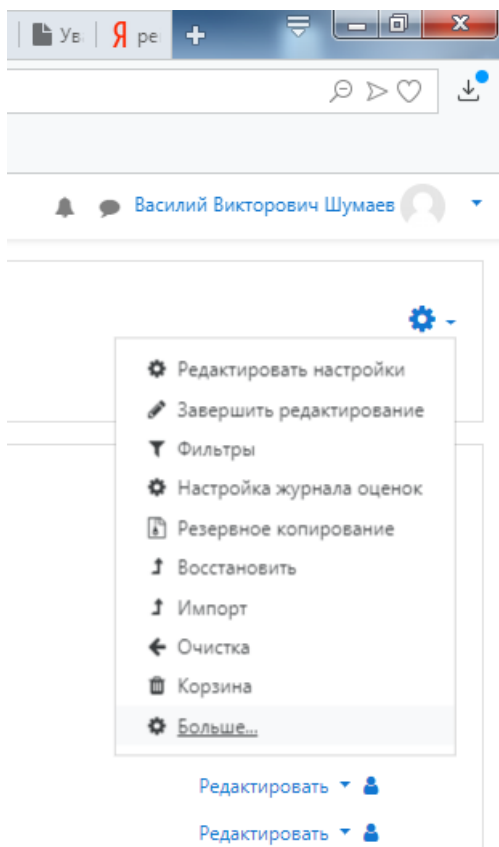 Ув
Я ре
Василий Викторович Шумаев
Редактировать настройки
Завершить редактирование
Фильтры
Настройка журнала оценок
Резервное копирование
Восстановить
Импорт
Очистка
Корзина
Больше...
Редактировать
Редактировать